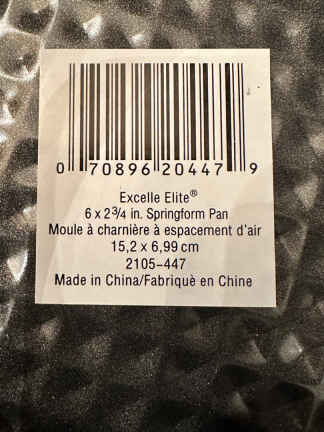 0 70896 20447 9
Excelle Elite®
6 x 2¾ in. Springform Pan
Moule à charnière à espacement d'air
15,2 x 6,99 cm
2105-447
Made in China/Fabriquè en Chine